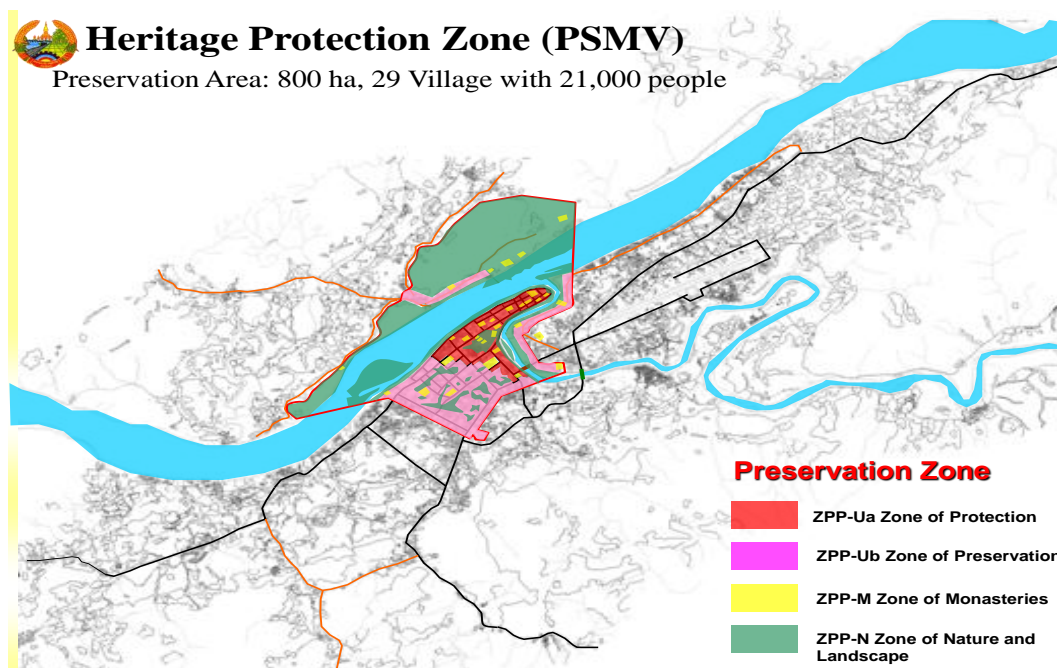 Heritage Protection Zone (PSMV)
Preservation Area: 800 ha, 29 Village with 21,000 people
Preservation Zone
ZPP-Ua Zone of Protection
ZPP-Ub Zone of Preservation
ZPP-M Zone of Monasteries
ZPP-N Zone of Nature and
Landscape